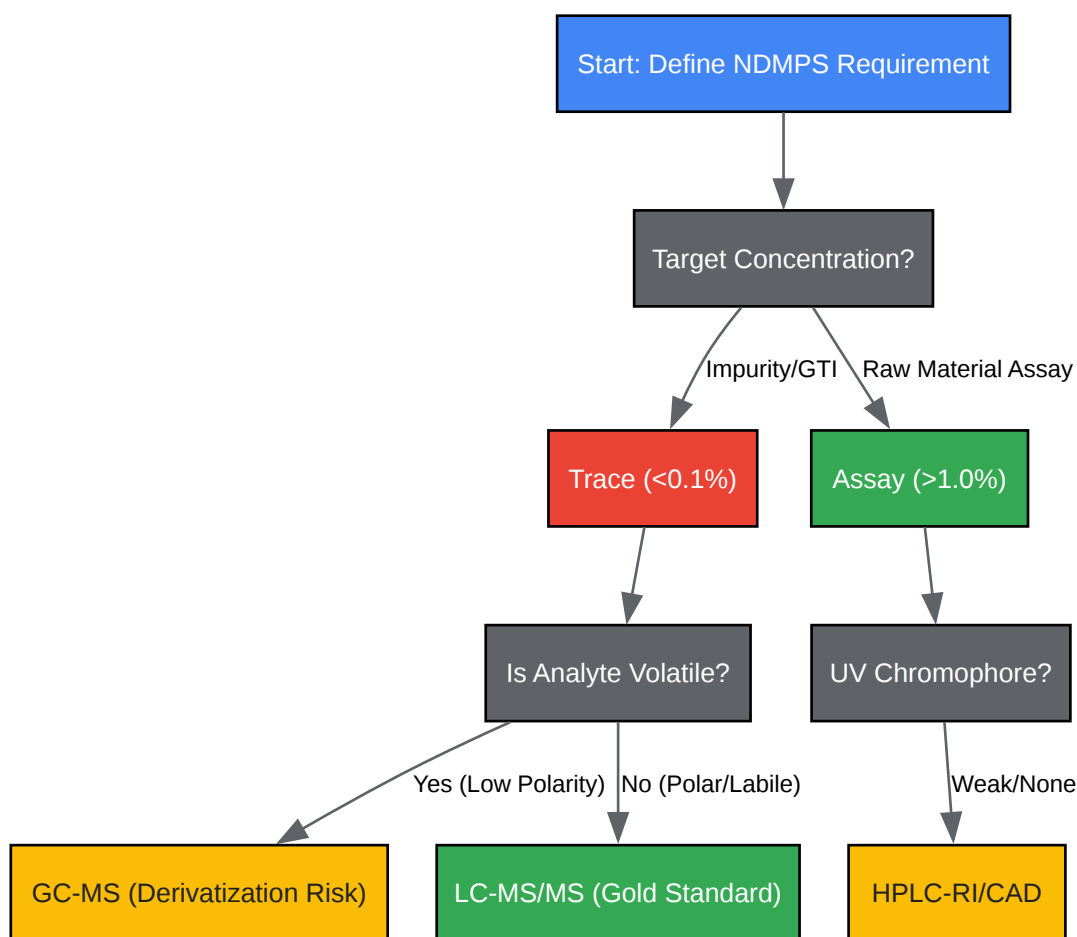 Start: Define NDMPS Requirement
Target Concentration?
Impurity/GTI
Raw Material Assay
Trace (<0.1%)
Assay (>1.0%)
Is Analyte Volatile?
UV Chromophore?
Yes (Low Polarity)
No (Polar/Labile)
Weak/None
GC-MS (Derivatization Risk)
LC-MS/MS (Gold Standard)
HPLC-RI/CAD